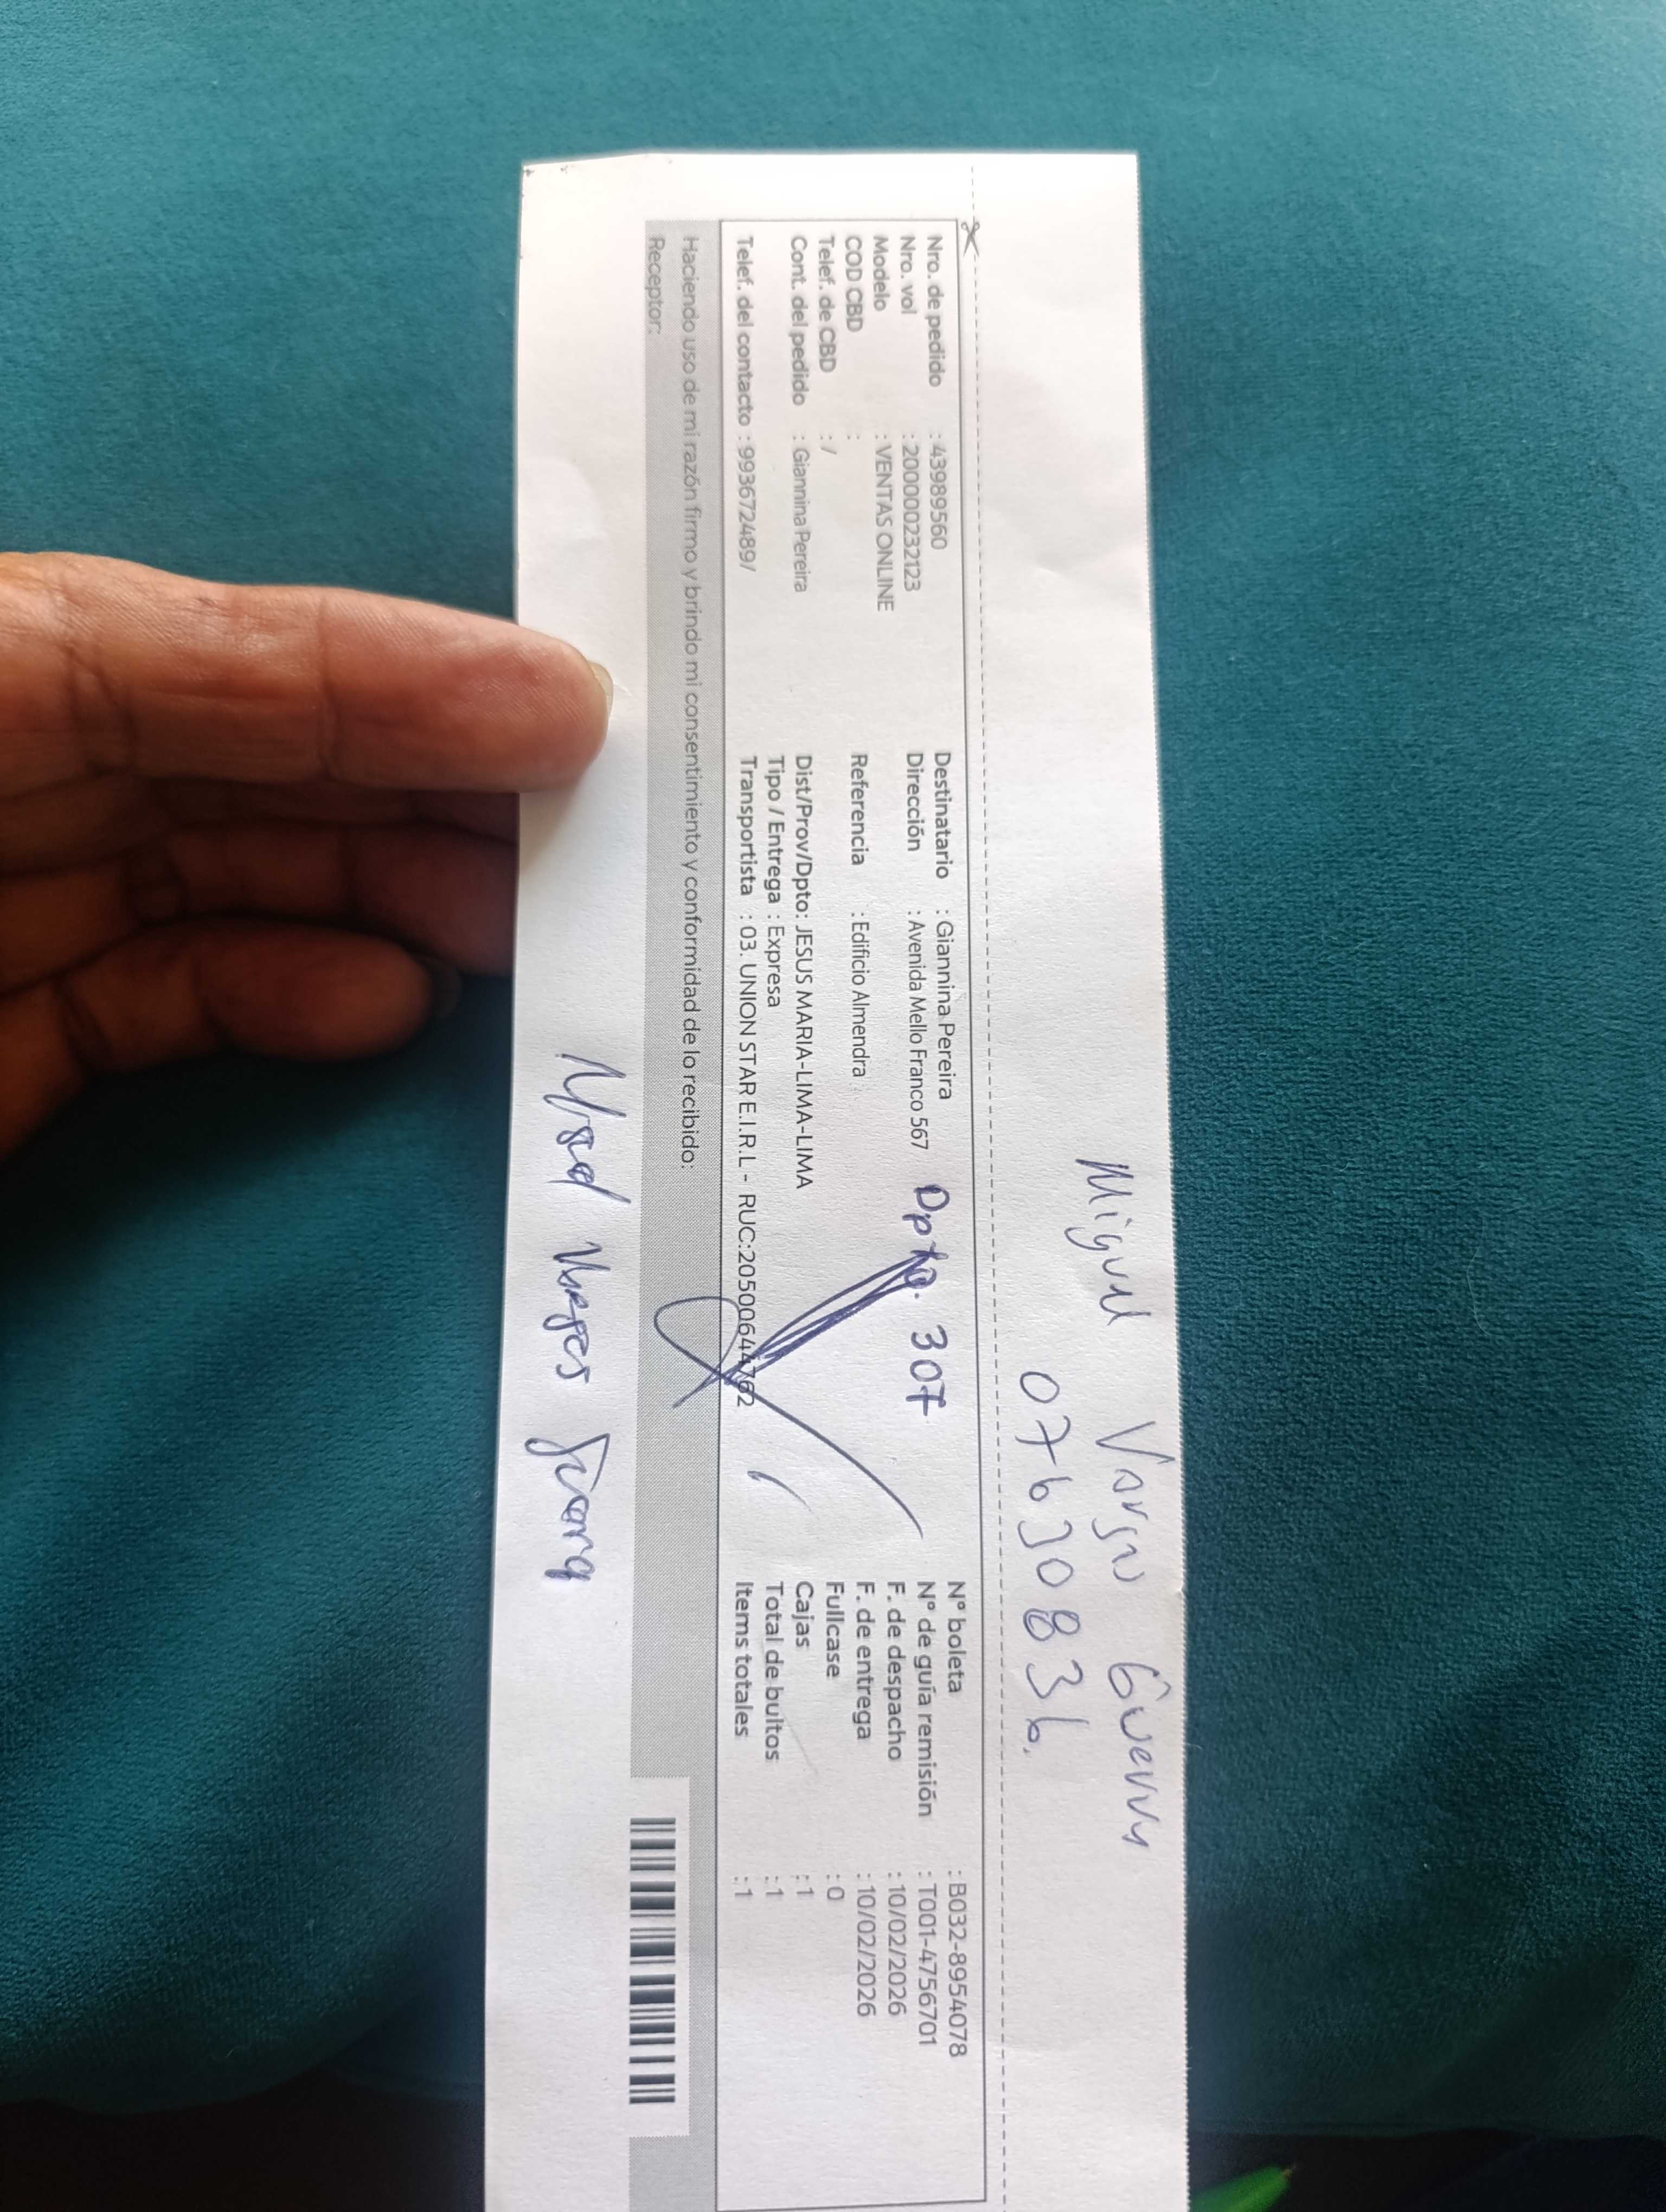 Miguel Vargas Guerra
07630836.
Nro. de pedido : 43989560
Nro. vol : 200000232123
Modelo : VENTAS ONLINE
COD CBD :
Telef. de CBD : /
Cont. del pedido : Giannina Pereira
Telef. del contacto : 993672489/
Destinatario : Giannina Pereira
Dirección : Avenida Mello Franco 567 Dpto. 307
Referencia : Edificio Almendra
Dist/Prov/Dpto: JESUS MARIA-LIMA-LIMA
Tipo / Entrega : Expresa
Transportista : 03. UNION STAR E.I.R.L - RUC:20500644762
N° boleta : B032-8954078
N° de guía remisión : T001-4756701
F. de despacho : 10/02/2026
F. de entrega : 10/02/2026
Fullcase : 0
Cajas : 1
Total de bultos : 1
Items totales : 1
Haciendo uso de mi razón firmo y brindo mi consentimiento y conformidad de lo recibido:
Receptor: